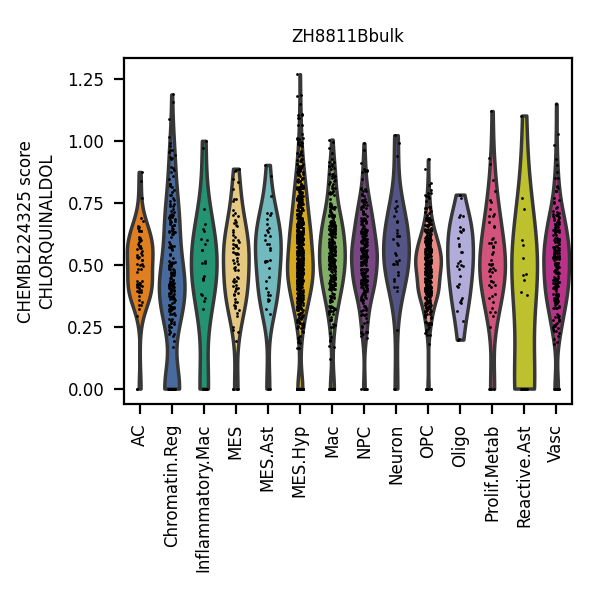 ZH8811Bbulk
CHEMBL224325 score
CHLORQUINALDOL
1.25
1.00
0.75
0.50
0.25
0.00
AC
Chromatin.Reg
Inflammatory.Mac
MES
MES.Ast
MES.Hyp
Mac
NPC
Neuron
OPC
Oligo
Prolif.Metab
Reactive.Ast
Vasc